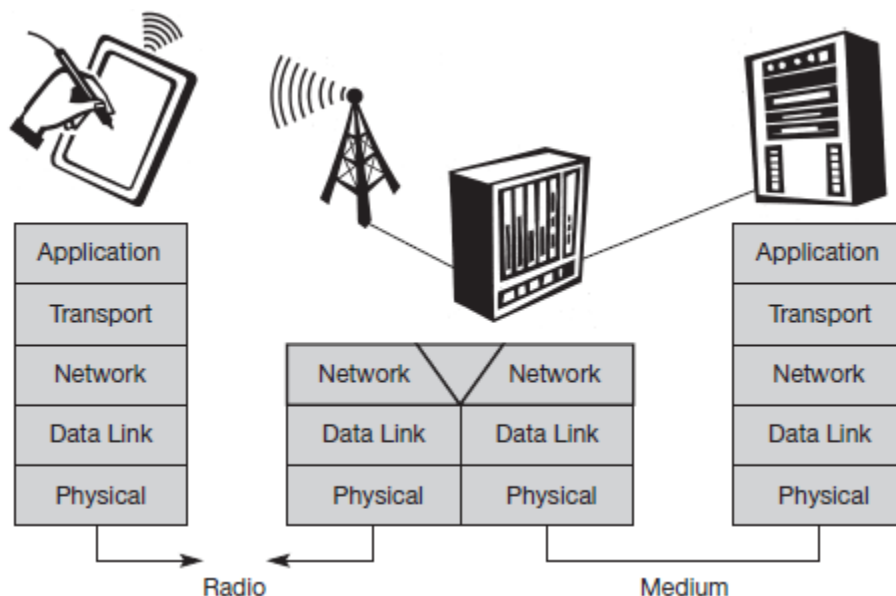 Application
Transport
Network
Data Link
Physical
Network Network
Data Link Data Link
Physical Physical
Application
Transport
Network
Data Link
Physical
Radio
Medium